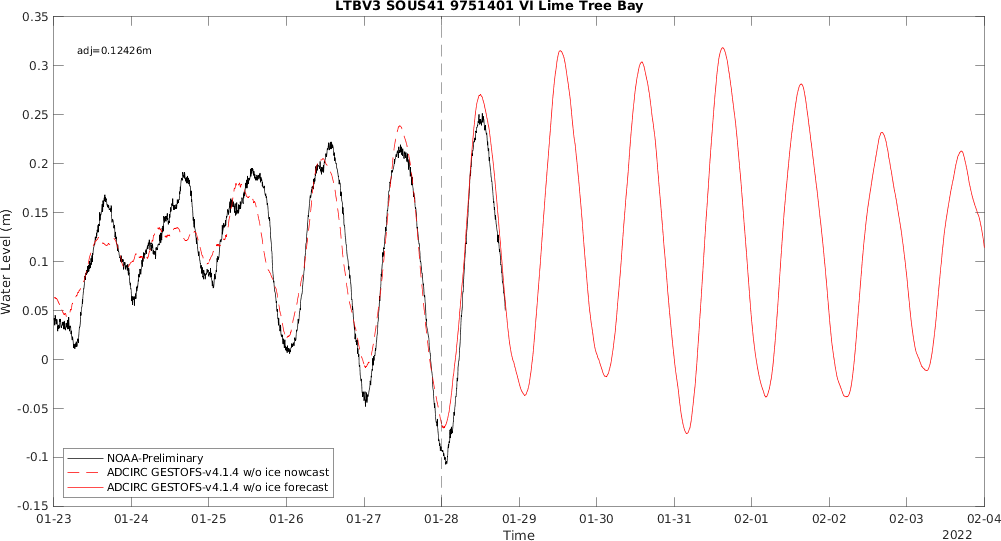 LTBV3 SOUS41 9751401 VI Lime Tree Bay
adj=0.12426m
Water Level (m)
0.35
0.3
0.25
0.2
0.15
0.1
0.05
0
-0.05
-0.1
-0.15
NOAA-Preliminary
ADCIRC GESTOFS-v4.1.4 w/o ice nowcast
ADCIRC GESTOFS-v4.1.4 w/o ice forecast
01-23 01-24 01-25 01-26 01-27 01-28 01-29 01-30 01-31 02-01 02-02 02-03 02-04
Time
2022